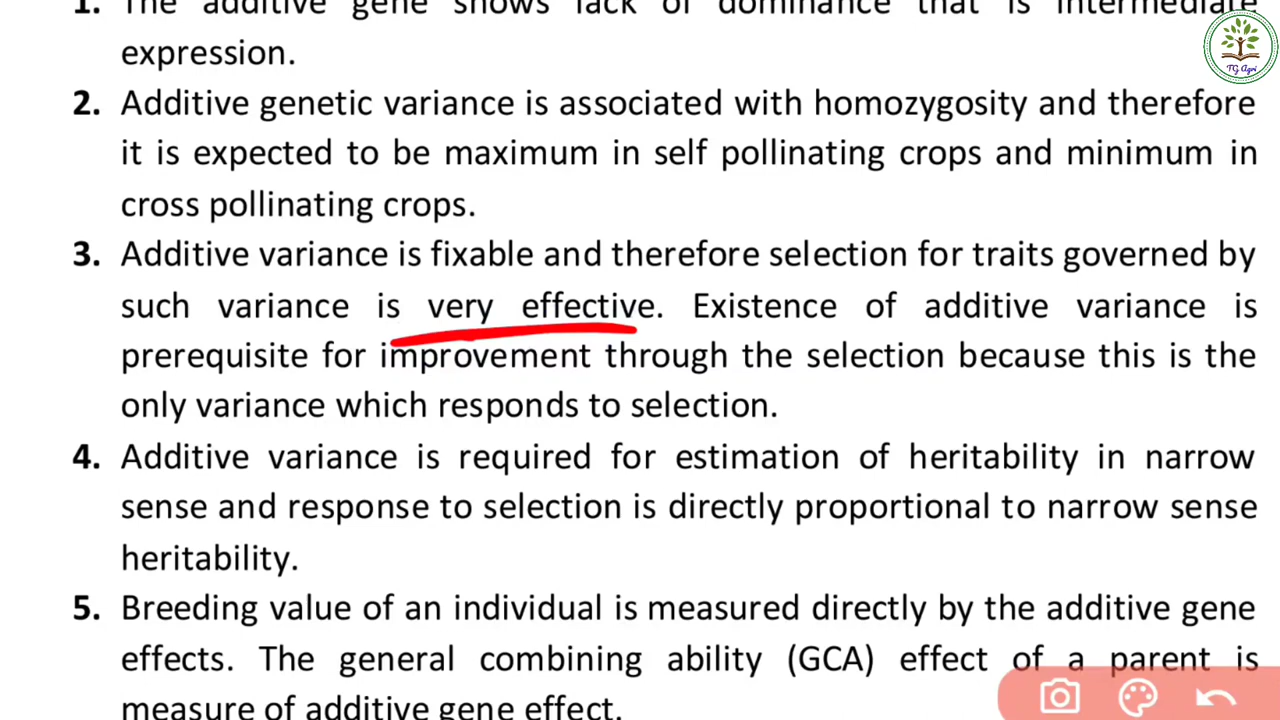 1. The additive gene shows lack of dominance that is intermediate
expression.
2. Additive genetic variance is associated with homozygosity and therefore
it is expected to be maximum in self pollinating crops and minimum in
cross pollinating crops.
3. Additive variance is fixable and therefore selection for traits governed by
such variance is very effective. Existence of additive variance is
prerequisite for improvement through the selection because this is the
only variance which responds to selection.
4. Additive variance is required for estimation of heritability in narrow
sense and response to selection is directly proportional to narrow sense
heritability.
5. Breeding value of an individual is measured directly by the additive gene
effects. The general combining ability (GCA) effect of a parent is
measure of additive gene effect.
TG Agri